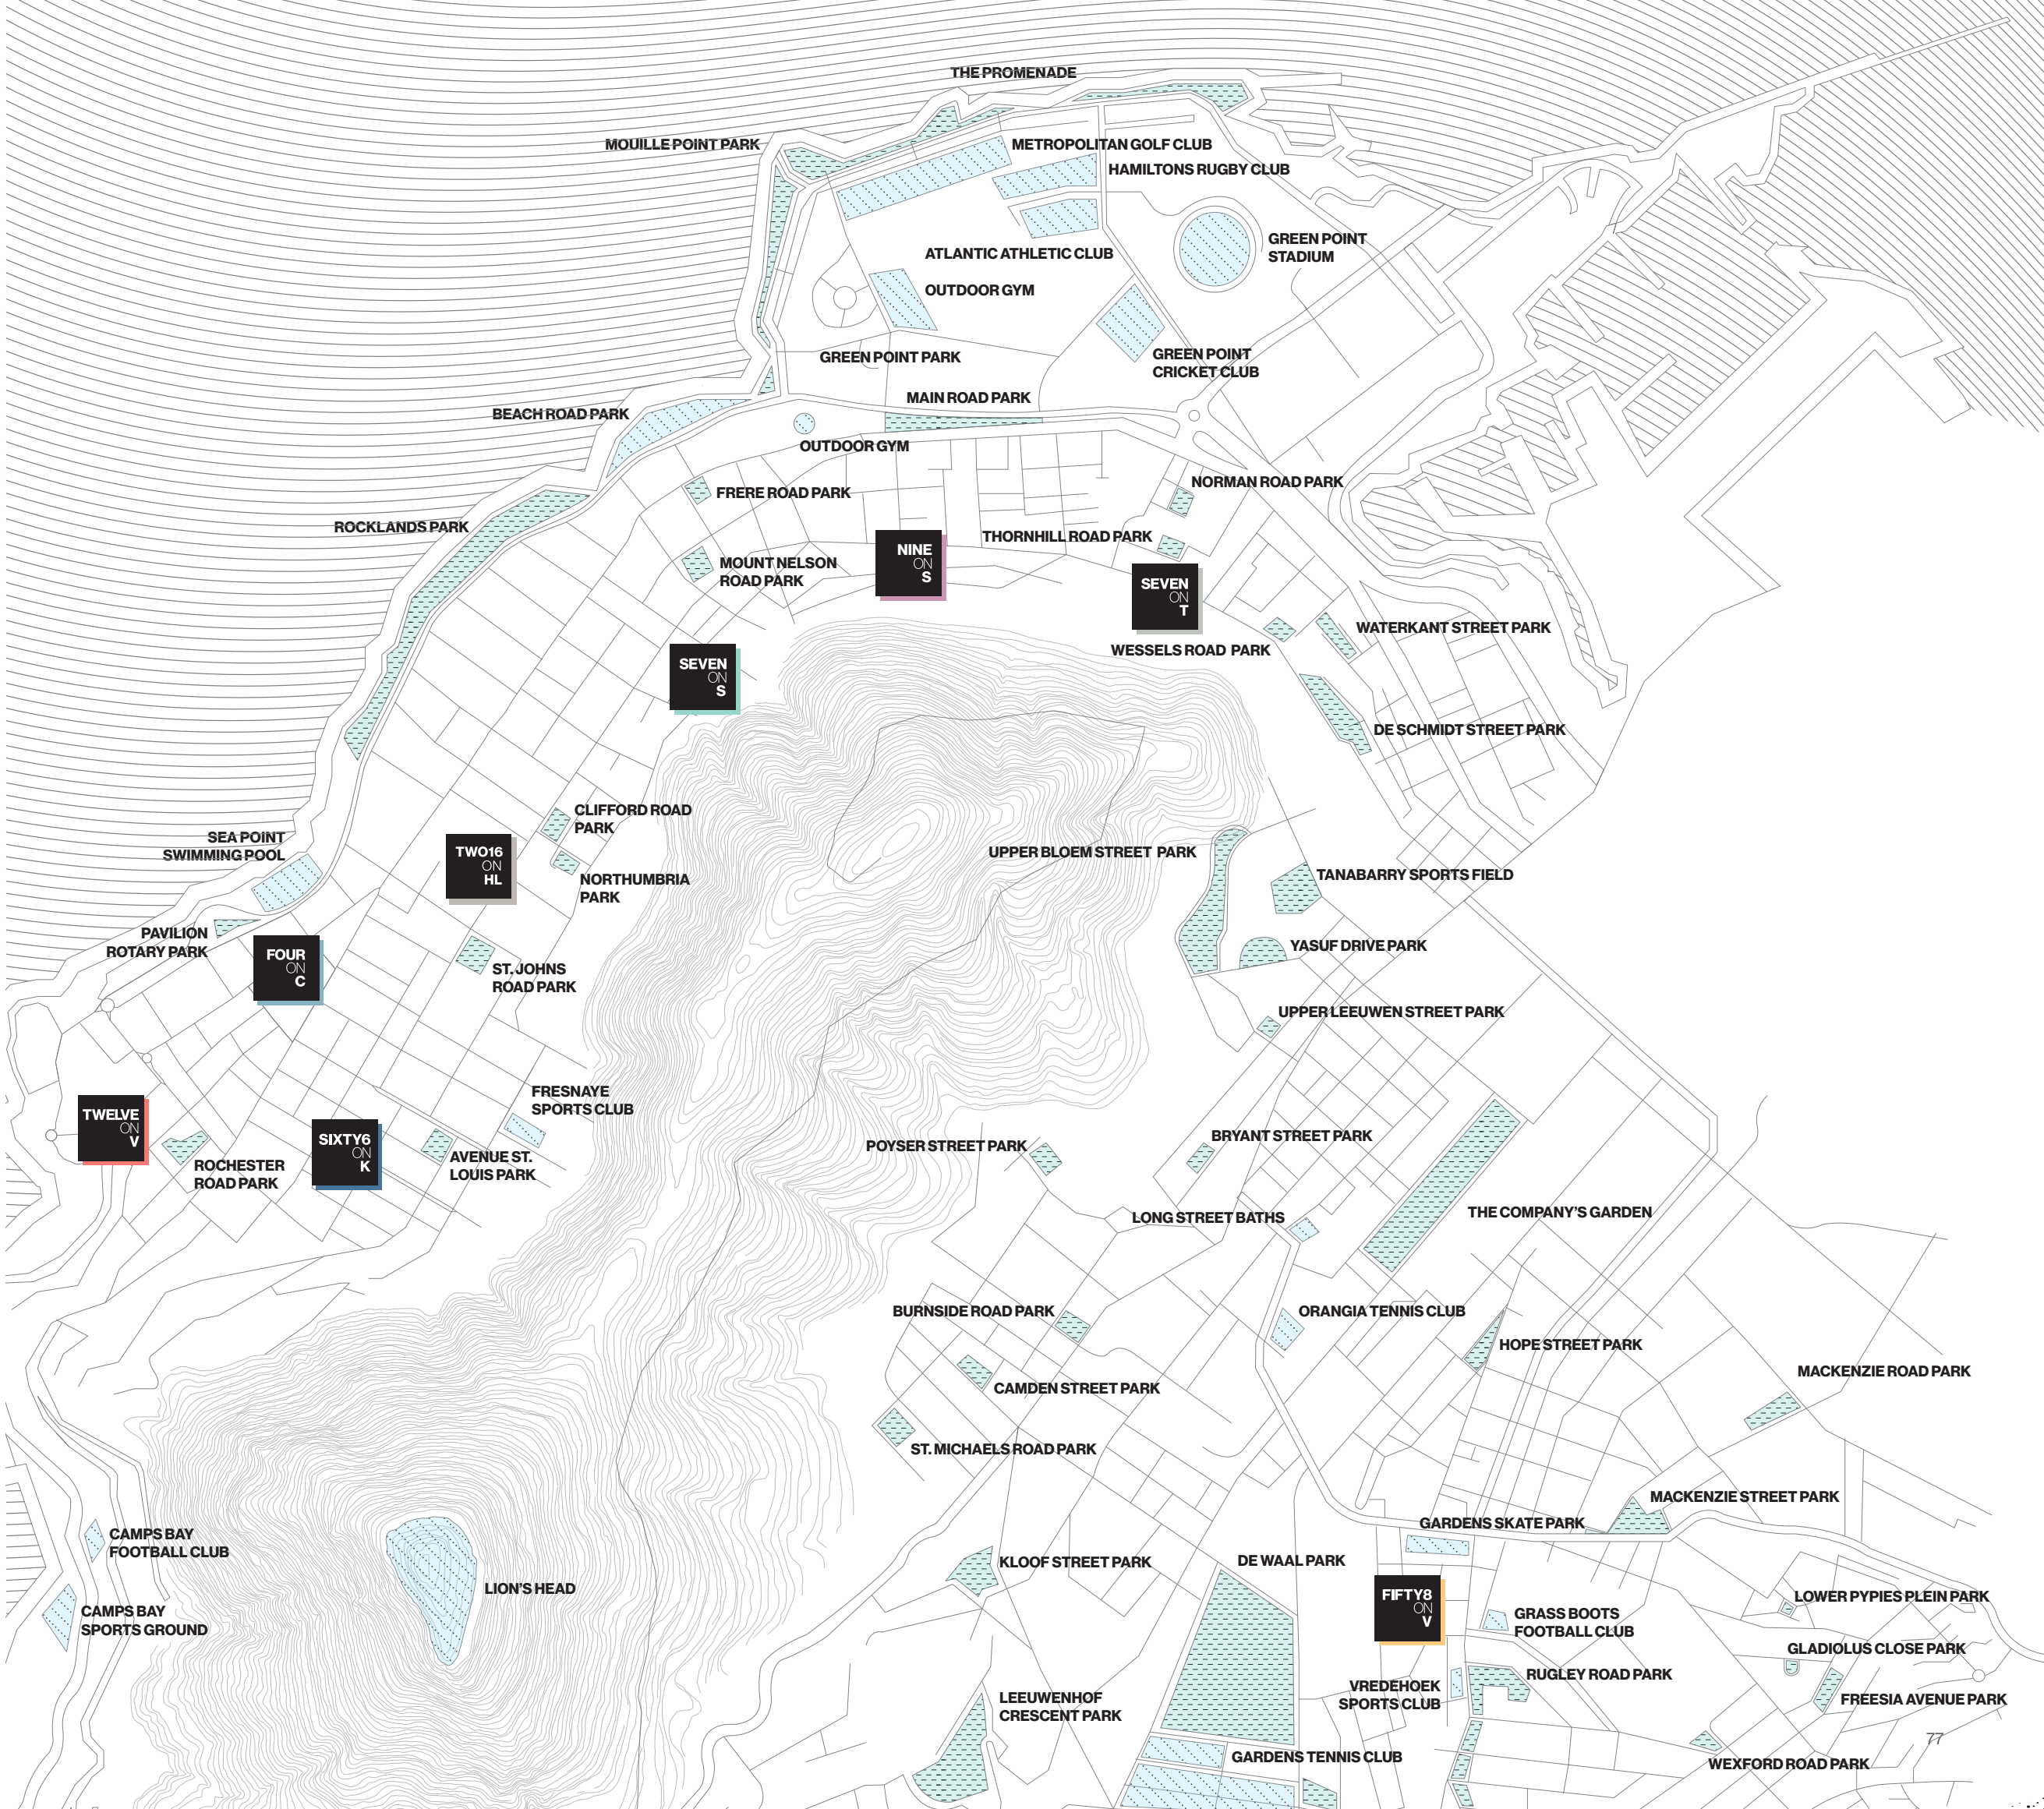 THE PROMENADE
MOUILLE POINT PARK
METROPOLITAN GOLF CLUB
HAMILTONS RUGBY CLUB
ATLANTIC ATHLETIC CLUB
GREEN POINT
STADIUM
OUTDOOR GYM
GREEN POINT PARK
GREEN POINT
CRICKET CLUB
MAIN ROAD PARK
BEACH ROAD PARK
OUTDOOR GYM
FRERE ROAD PARK
NORMAN ROAD PARK
ROCKLANDS PARK
THORNHILL ROAD PARK
MOUNT NELSON
ROAD PARK
NINE
ON
S
SEVEN
ON
T
WATERKANT STREET PARK
WESSELS ROAD PARK
SEVEN
ON
S
DE SCHMIDT STREET PARK
CLIFFORD ROAD
PARK
SEA POINT
SWIMMING POOL
TWO16
ON
HL
UPPER BLOEM STREET PARK
NORTHUMBRIA
PARK
TANABARRY SPORTS FIELD
PAVILION
ROTARY PARK
FOUR
ON
C
YASUF DRIVE PARK
ST. JOHNS
ROAD PARK
UPPER LEEUWEN STREET PARK
FRESNAYE
SPORTS CLUB
TWELVE
ON
V
SIXTY6
ON
K
ROCHESTER
ROAD PARK
AVENUE ST.
LOUIS PARK
POYSER STREET PARK
BRYANT STREET PARK
LONG STREET BATHS
THE COMPANY'S GARDEN
BURNSIDE ROAD PARK
ORANGIA TENNIS CLUB
HOPE STREET PARK
MACKENZIE ROAD PARK
CAMDEN STREET PARK
ST. MICHAELS ROAD PARK
MACKENZIE STREET PARK
GARDENS SKATE PARK
CAMPS BAY
FOOTBALL CLUB
KLOOF STREET PARK
DE WAAL PARK
LION'S HEAD
FIFTY8
ON
V
LOWER PYPIES PLEIN PARK
CAMPS BAY
SPORTS GROUND
GRASS BOOTS
FOOTBALL CLUB
GLADIOLUS CLOSE PARK
RUGLEY ROAD PARK
VREDEHOEK
SPORTS CLUB
LEEUWENHOF
CRESCENT PARK
FREESIA AVENUE PARK
77
GARDENS TENNIS CLUB
WEXFORD ROAD PARK